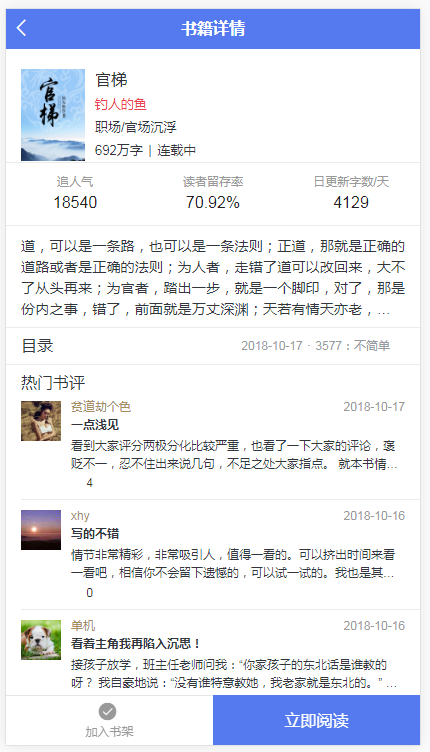 书籍详情
官梯
官梯
钓人的鱼
职场/官场沉浮
692万字 | 连载中
追人气 读者留存率 日更新字数/天
18540 70.92% 4129
道，可以是一条路，也可以是一条法则；正道，那就是正确的
道路或者是正确的法则；为人者，走错了道可以改回来，大不
了从头再来；为官者，踏出一步，就是一个脚印，对了，那是
份内之事，错了，前面就是万丈深渊；天若有情天亦老，…
目录 2018-10-17 · 3577：不简单
热门书评
贫道劫个色 2018-10-17
一点浅见
看到大家评分两极分化比较严重，也看了一下大家的评论，褒
贬不一，忍不住出来说几句，不足之处大家指点。 就本书情…
4
xhy 2018-10-16
写的不错
情节非常精彩，非常吸引人，值得一看的。可以挤出时间来看
一看吧，相信你不会留下遗憾的，可以试一试的。我也是其…
0
单机 2018-10-16
看着主角我再陷入沉思！
接孩子放学，班主任老师问我：“你家孩子的东北话是谁教的
呀？ 我自豪地说：“没有谁特意教她，我老家就是东北的。” …
加入书架
立即阅读